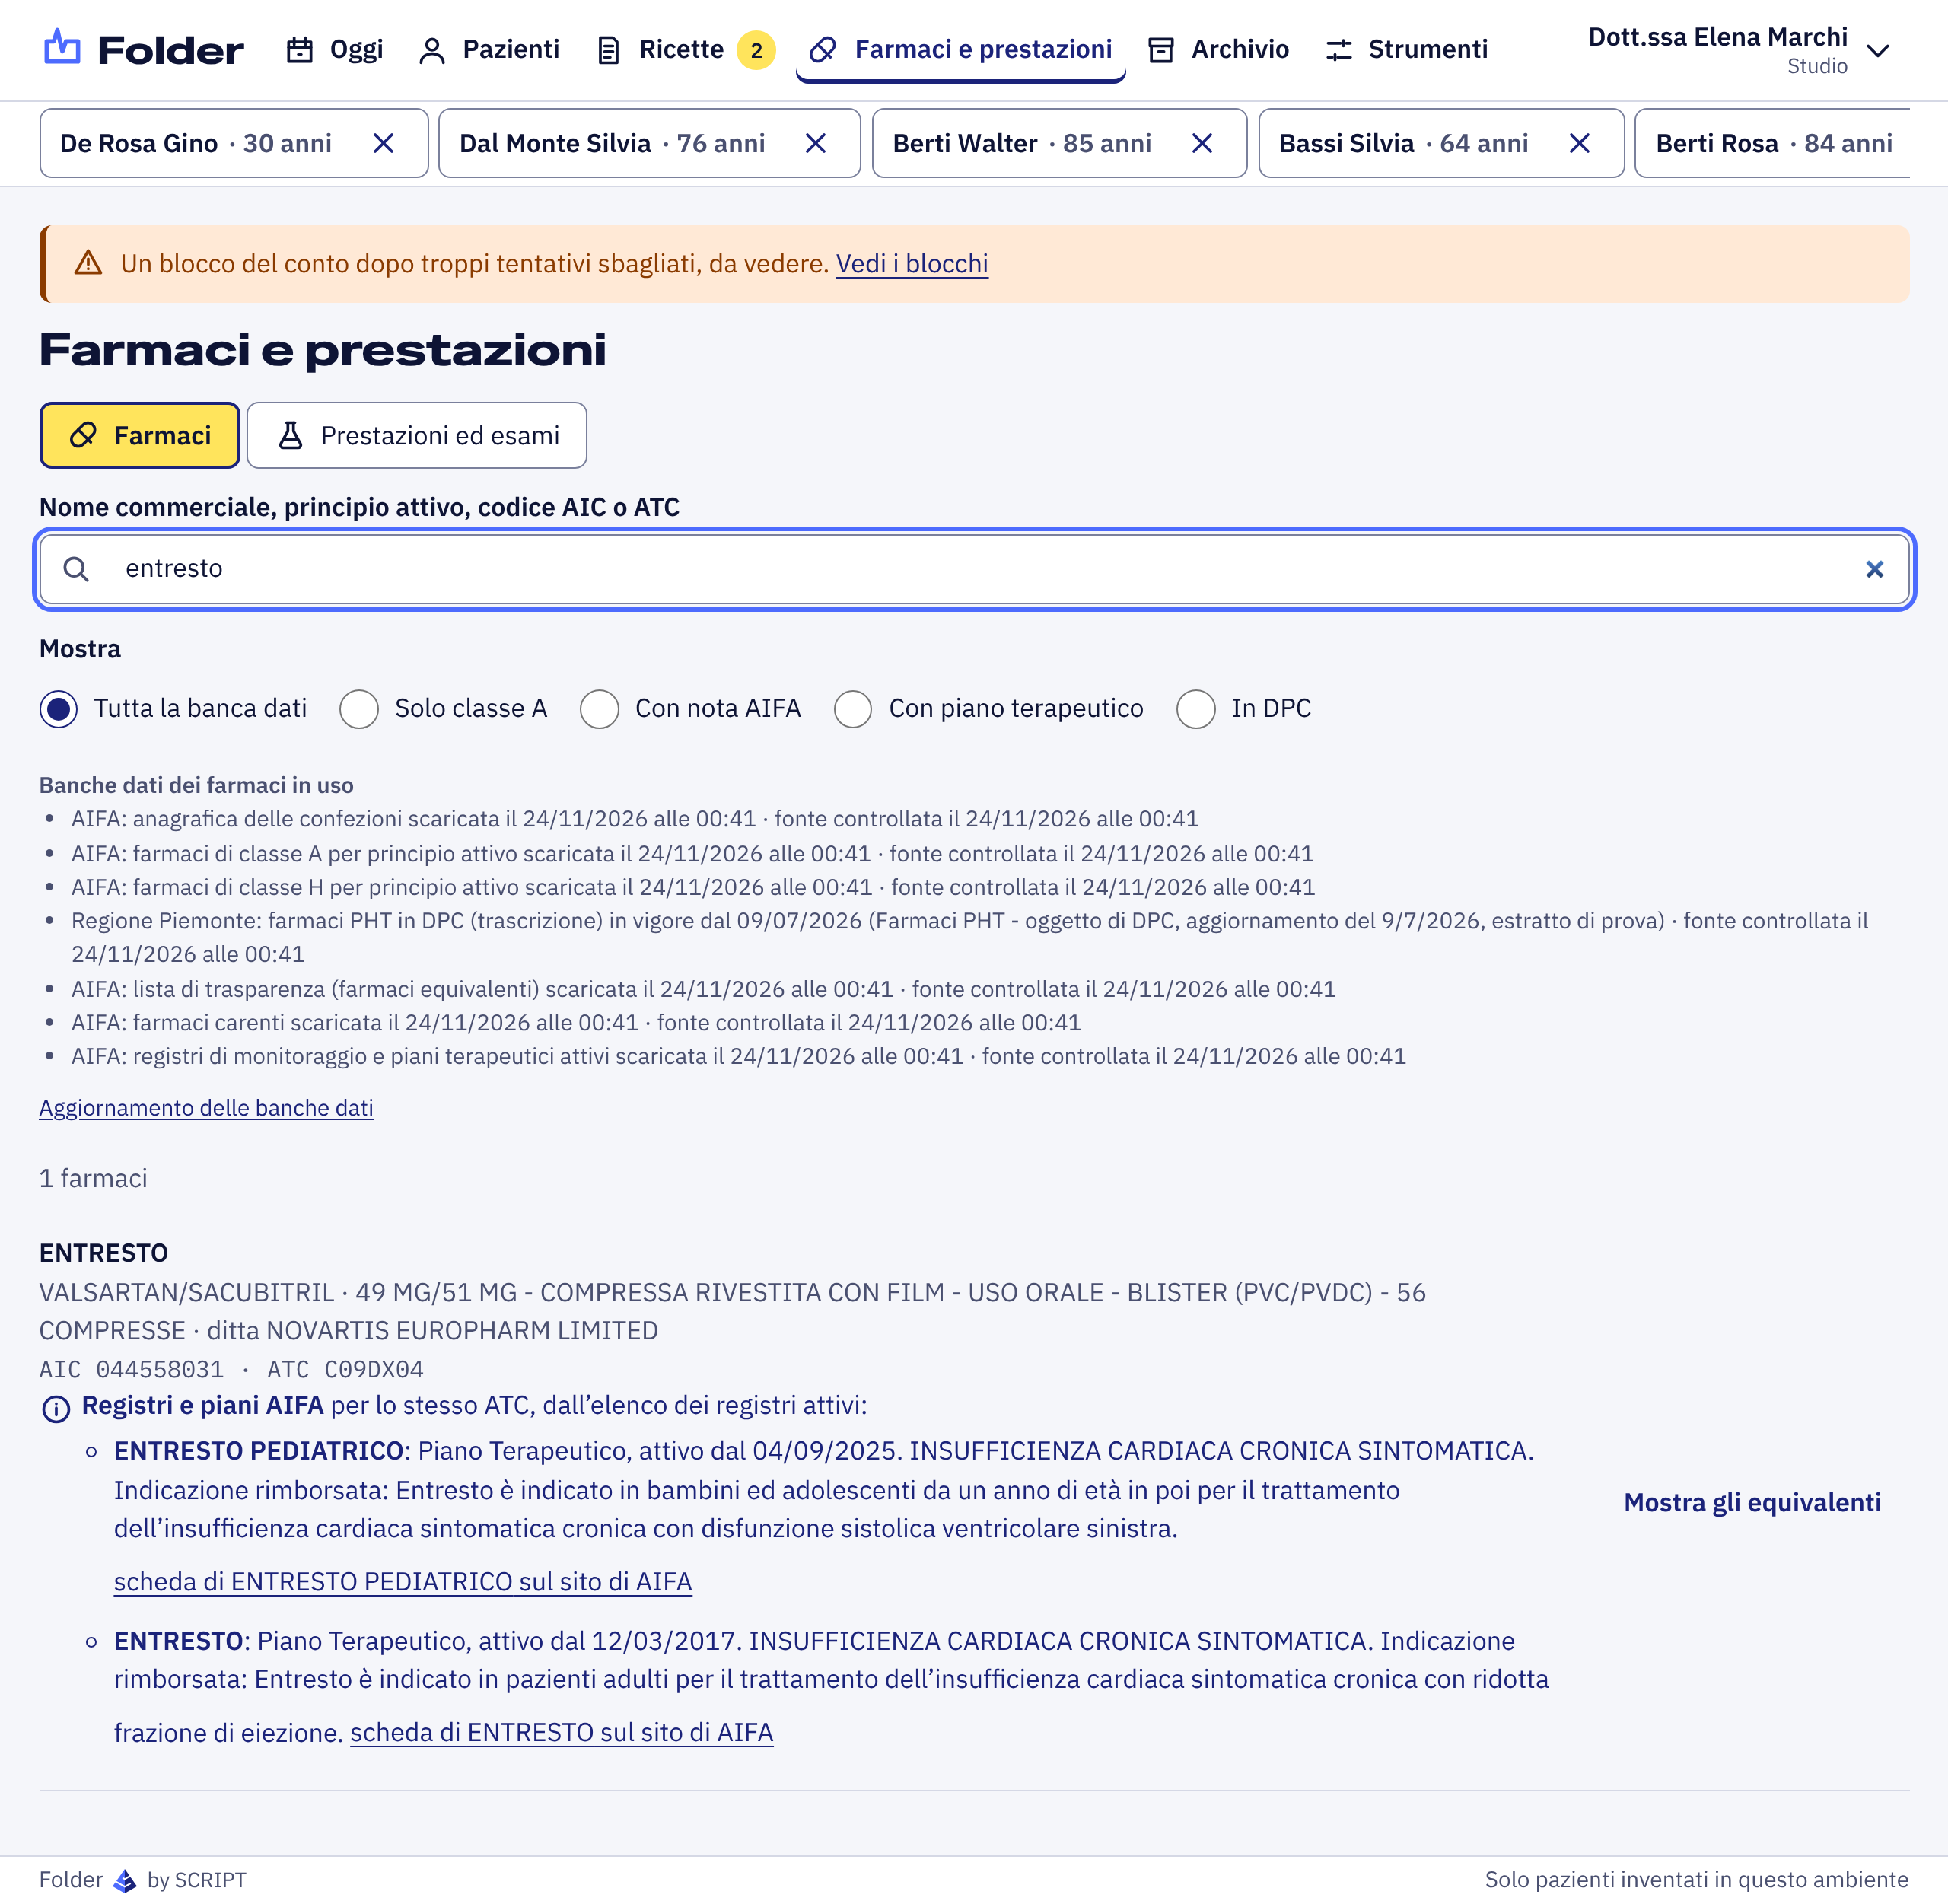 Folder
Oggi
Pazienti
Ricette 2
Farmaci e prestazioni
Archivio
Strumenti
Dott.ssa Elena Marchi
Studio
De Rosa Gino · 30 anni
Dal Monte Silvia · 76 anni
Berti Walter · 85 anni
Bassi Silvia · 64 anni
Berti Rosa · 84 anni
Un blocco del conto dopo troppi tentativi sbagliati, da vedere. Vedi i blocchi
Farmaci e prestazioni
Farmaci
Prestazioni ed esami
Nome commerciale, principio attivo, codice AIC o ATC
entresto
Mostra
Tutta la banca dati
Solo classe A
Con nota AIFA
Con piano terapeutico
In DPC
Banche dati dei farmaci in uso
• AIFA: anagrafica delle confezioni scaricata il 24/11/2026 alle 00:41 · fonte controllata il 24/11/2026 alle 00:41
• AIFA: farmaci di classe A per principio attivo scaricata il 24/11/2026 alle 00:41 · fonte controllata il 24/11/2026 alle 00:41
• AIFA: farmaci di classe H per principio attivo scaricata il 24/11/2026 alle 00:41 · fonte controllata il 24/11/2026 alle 00:41
• Regione Piemonte: farmaci PHT in DPC (trascrizione) in vigore dal 09/07/2026 (Farmaci PHT - oggetto di DPC, aggiornamento del 9/7/2026, estratto di prova) · fonte controllata il
24/11/2026 alle 00:41
• AIFA: lista di trasparenza (farmaci equivalenti) scaricata il 24/11/2026 alle 00:41 · fonte controllata il 24/11/2026 alle 00:41
• AIFA: farmaci carenti scaricata il 24/11/2026 alle 00:41 · fonte controllata il 24/11/2026 alle 00:41
• AIFA: registri di monitoraggio e piani terapeutici attivi scaricata il 24/11/2026 alle 00:41 · fonte controllata il 24/11/2026 alle 00:41
Aggiornamento delle banche dati
1 farmaci
ENTRESTO
VALSARTAN/SACUBITRIL · 49 MG/51 MG - COMPRESSA RIVESTITA CON FILM - USO ORALE - BLISTER (PVC/PVDC) - 56
COMPRESSE · ditta NOVARTIS EUROPHARM LIMITED
AIC 044558031 · ATC C09DX04
Registri e piani AIFA per lo stesso ATC, dall’elenco dei registri attivi:
ENTRESTO PEDIATRICO: Piano Terapeutico, attivo dal 04/09/2025. INSUFFICIENZA CARDIACA CRONICA SINTOMATICA.
Indicazione rimborsata: Entresto è indicato in bambini ed adolescenti da un anno di età in poi per il trattamento
dell’insufficienza cardiaca sintomatica cronica con disfunzione sistolica ventricolare sinistra.
scheda di ENTRESTO PEDIATRICO sul sito di AIFA
ENTRESTO: Piano Terapeutico, attivo dal 12/03/2017. INSUFFICIENZA CARDIACA CRONICA SINTOMATICA. Indicazione
rimborsata: Entresto è indicato in pazienti adulti per il trattamento dell’insufficienza cardiaca sintomatica cronica con ridotta
frazione di eiezione. scheda di ENTRESTO sul sito di AIFA
Mostra gli equivalenti
Folder by SCRIPT
Solo pazienti inventati in questo ambiente